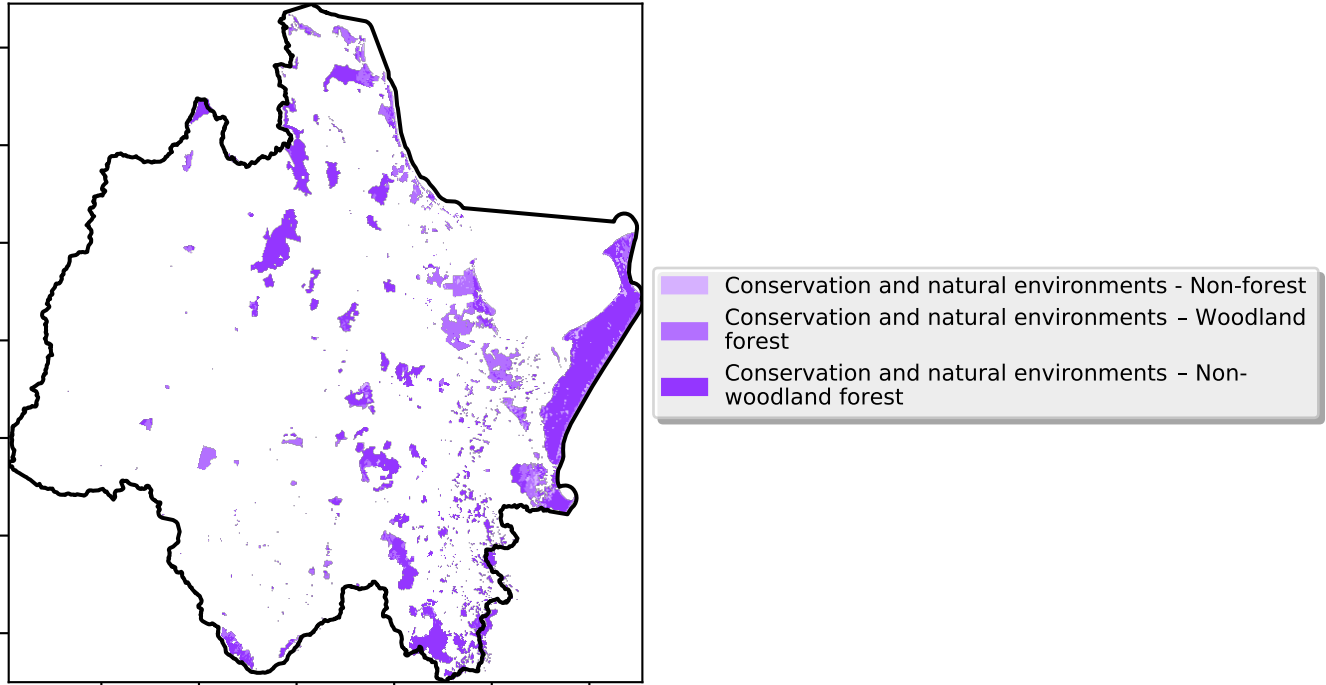 Conservation and natural environments - Non-forest
Conservation and natural environments – Woodland
forest
Conservation and natural environments – Non-
woodland forest